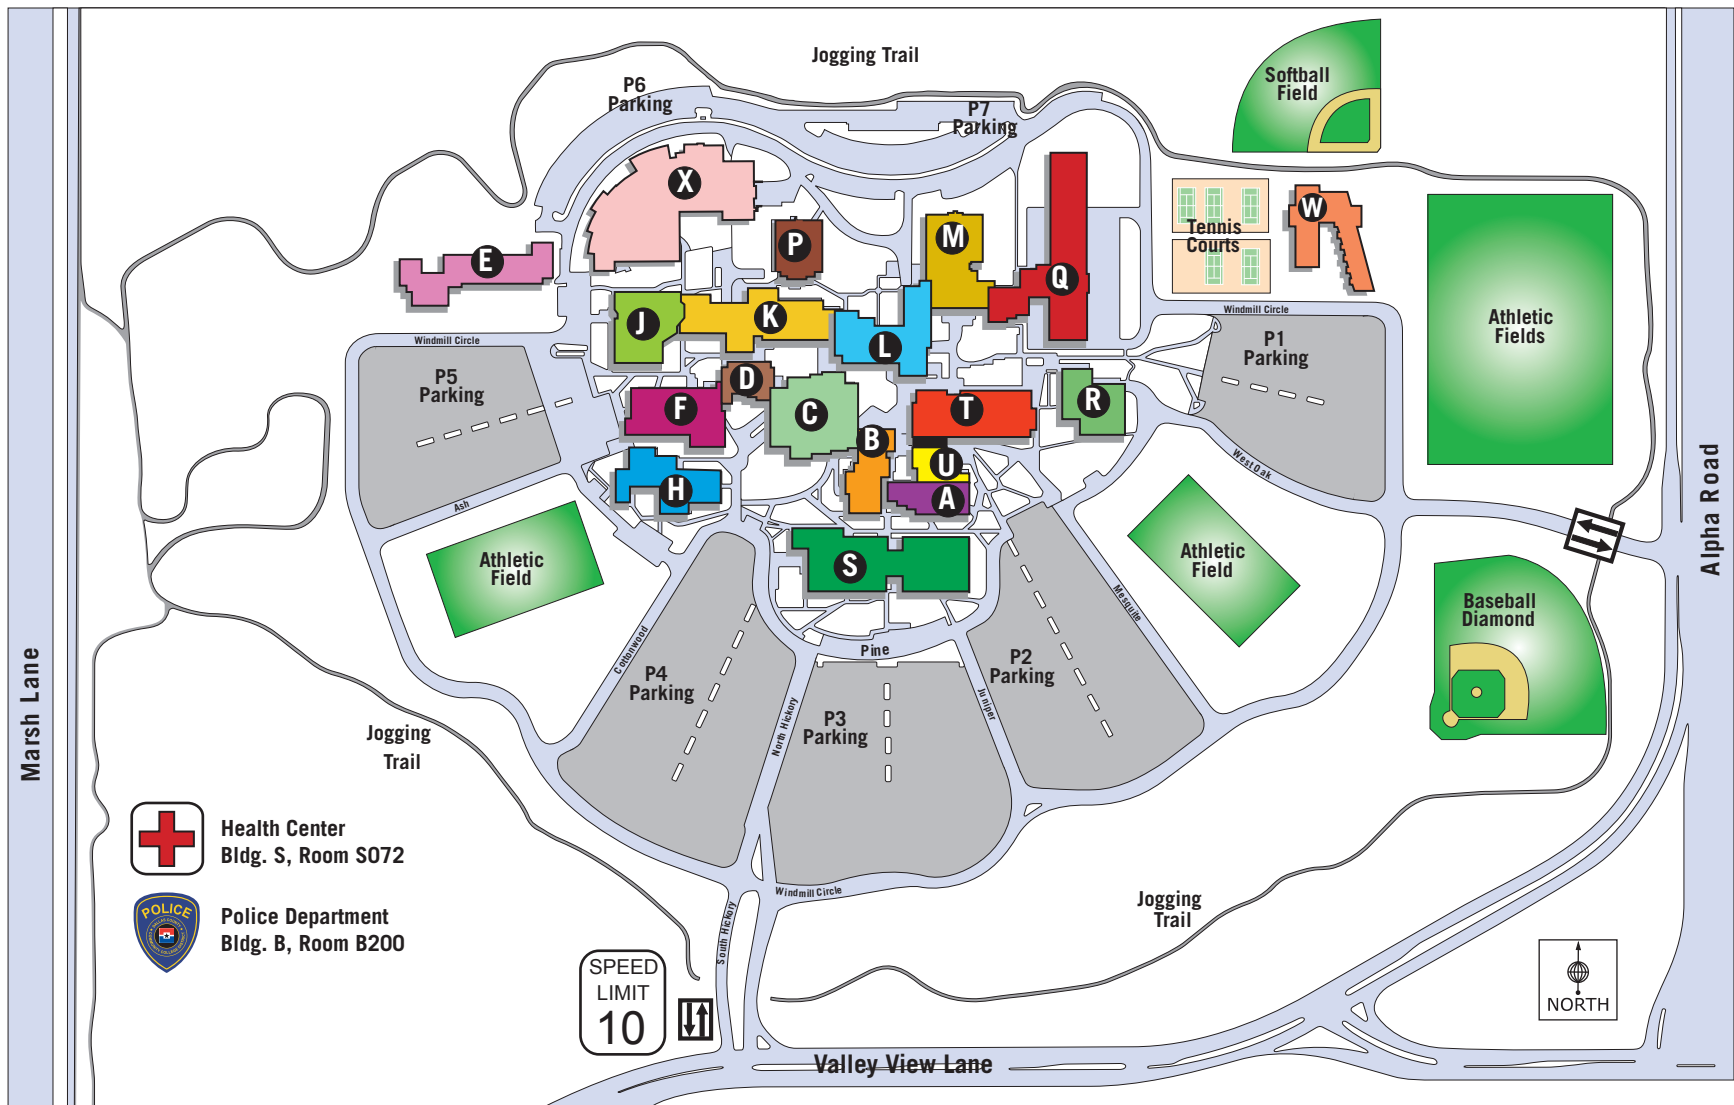 Jogging Trail
P6
Parking
P7
Parking
Softball
Field
X
E
P
M
Q
W
Tennis
Courts
J
K
L
Windmill Circle
Windmill Circle
P1
Parking
Athletic
Fields
P5
Parking
D
F
C
T
R
B
U
H
A
West Oak
Ash
Athletic
Field
S
Athletic
Field
Alpha Road
Mesquite
Baseball
Diamond
Cottonwood
Pine
P4
Parking
P2
Parking
North Hickory
Juniper
P3
Parking
Marsh Lane
Jogging
Trail
Health Center
Bldg. S, Room S072
POLICE
Police Department
Bldg. B, Room B200
Windmill Circle
South Hickory
Jogging
Trail
SPEED
LIMIT
10
NORTH
Valley View Lane